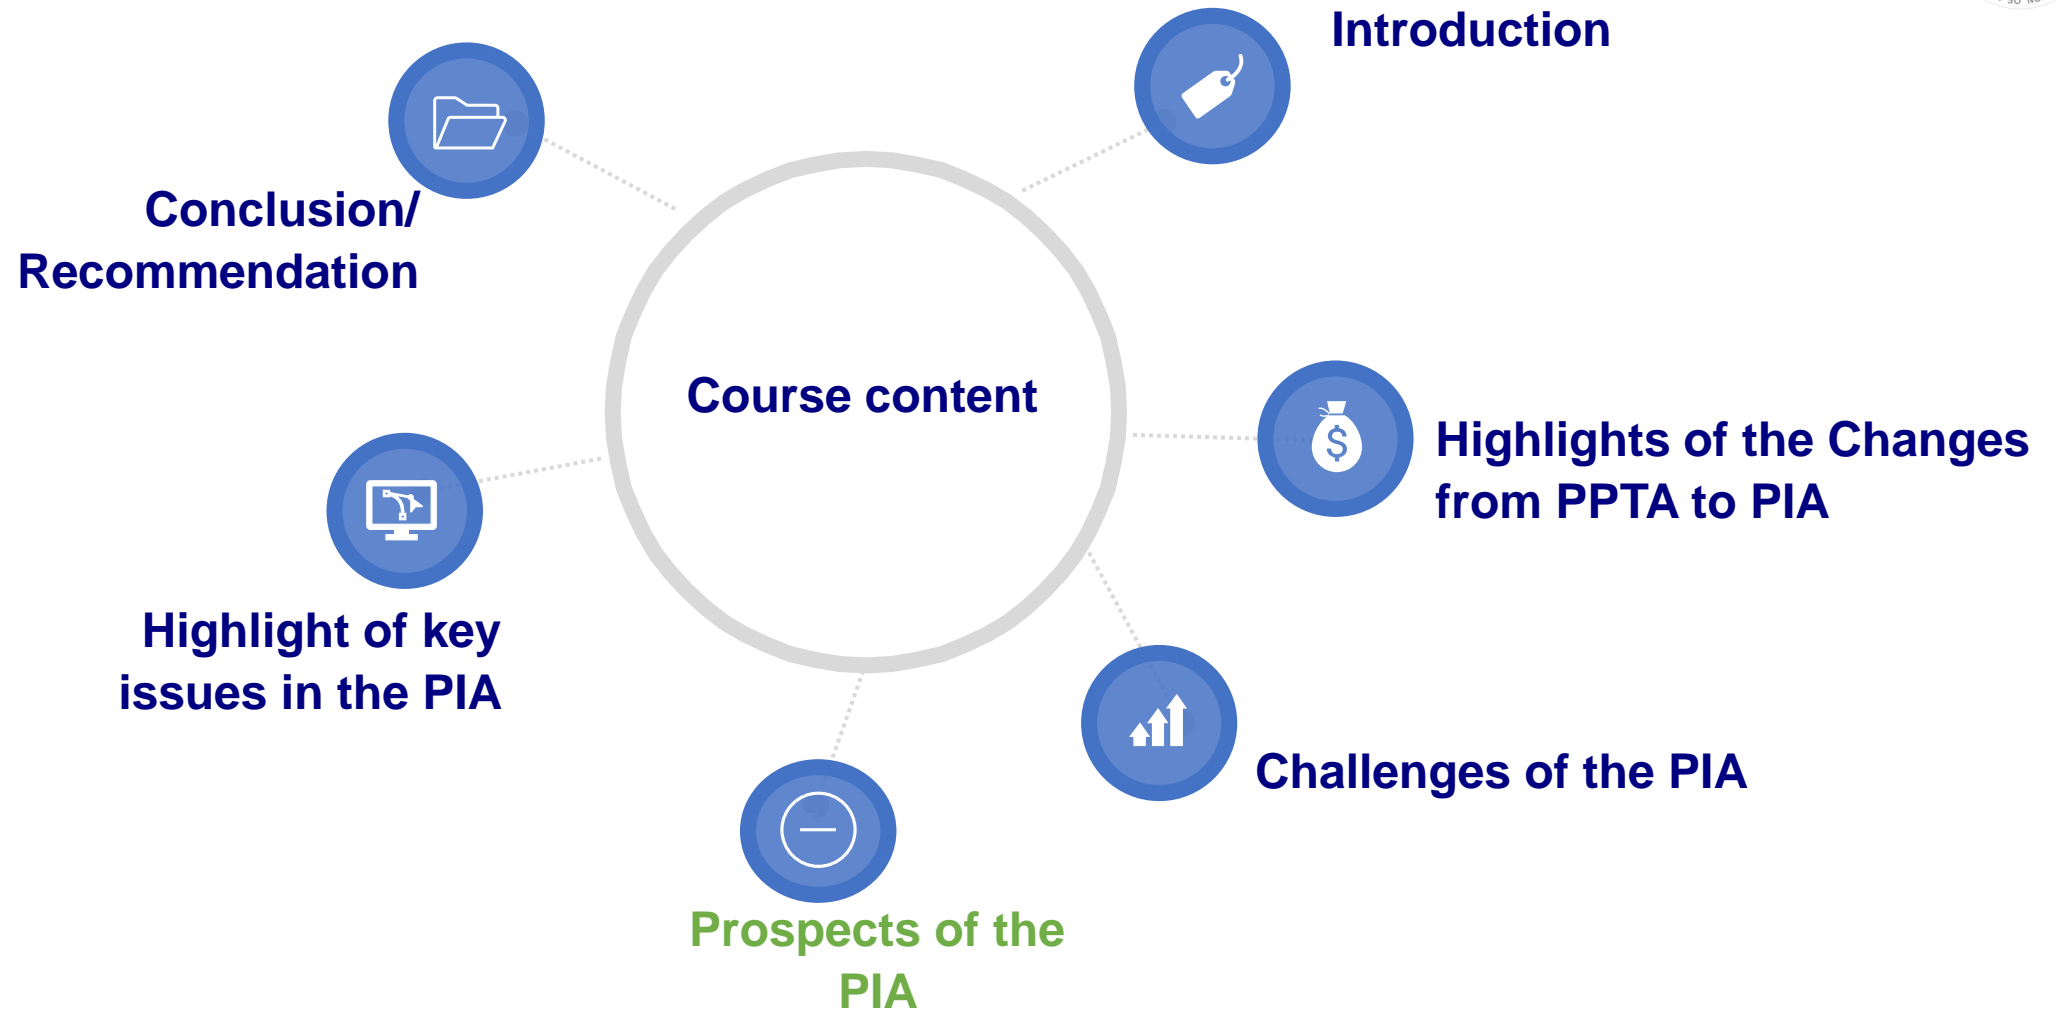 Introduction
Conclusion/
Recommendation
Course content
Highlights of the Changes
from PPTA to PIA
Highlight of key
issues in the PIA
Challenges of the PIA
Prospects of the
PIA